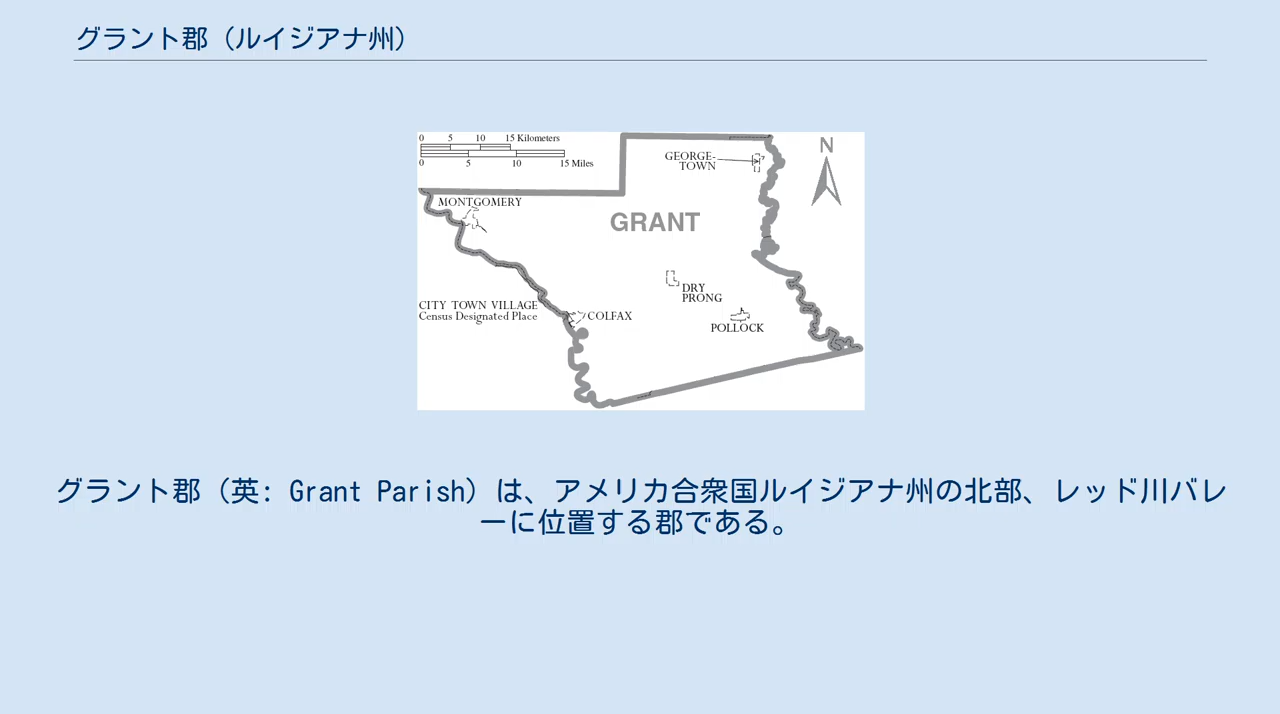 グラント郡（ルイジアナ州）
0 5 10 15 Kilometers
0 5 10 15 Miles
N
GEORGE-
TOWN
MONTGOMERY
GRANT
DRY
PRONG
CITY TOWN VILLAGE
Census Designated Place
COLFAX
POLLOCK
グラント郡（英: Grant Parish）は、アメリカ合衆国ルイジアナ州の北部、レッド川バレ
ーに位置する郡である。